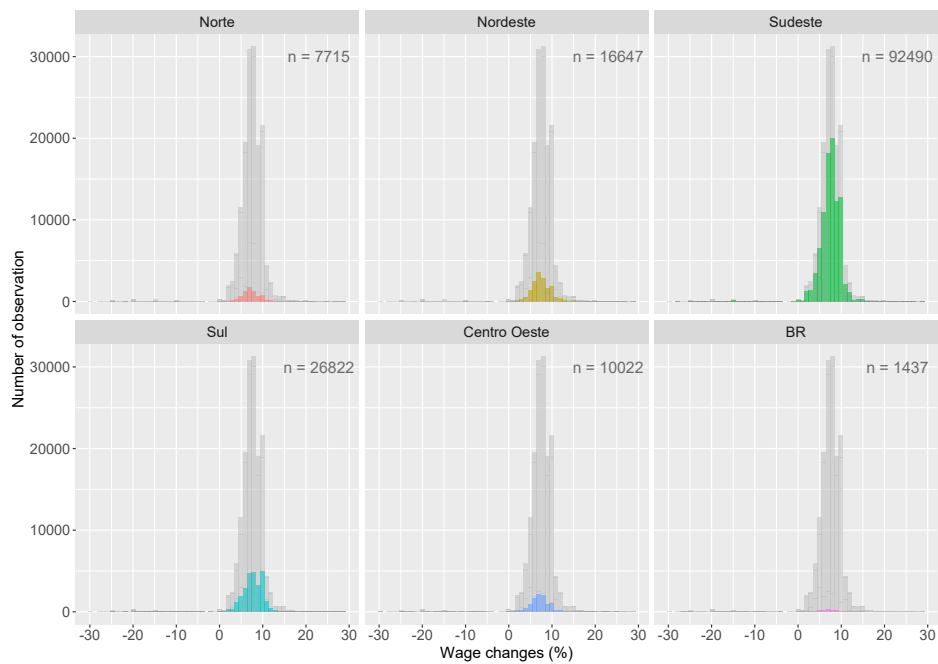 Norte
Nordeste
Sudeste
n = 7715
n = 16647
n = 92490
30000
20000
10000
0
Number of observation
Sul
Centro Oeste
BR
n = 26822
n = 10022
n = 1437
30000
20000
10000
0
-30 -20 -10 0 10 20 30
-30 -20 -10 0 10 20 30
-30 -20 -10 0 10 20 30
Wage changes (%)